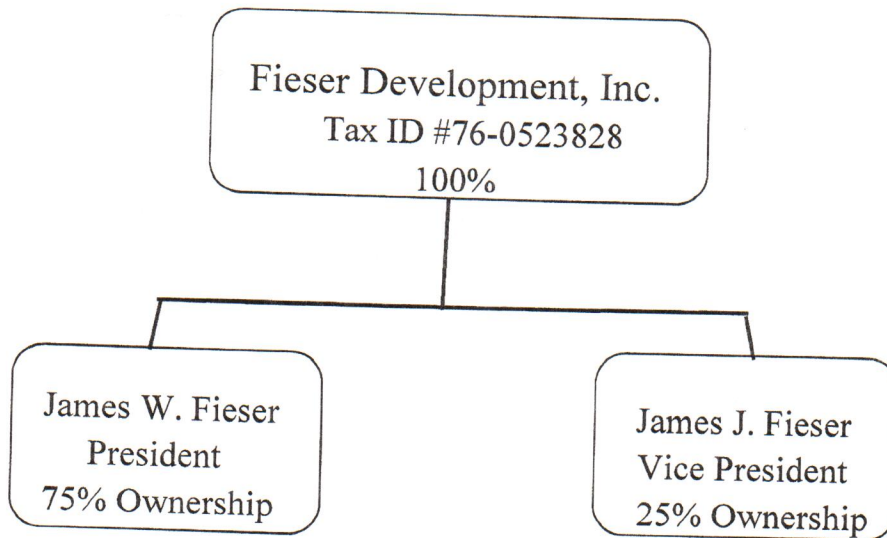 Fieser Development, Inc.
Tax ID #76-0523828
100%
James W. Fieser
President
75% Ownership
James J. Fieser
Vice President
25% Ownership